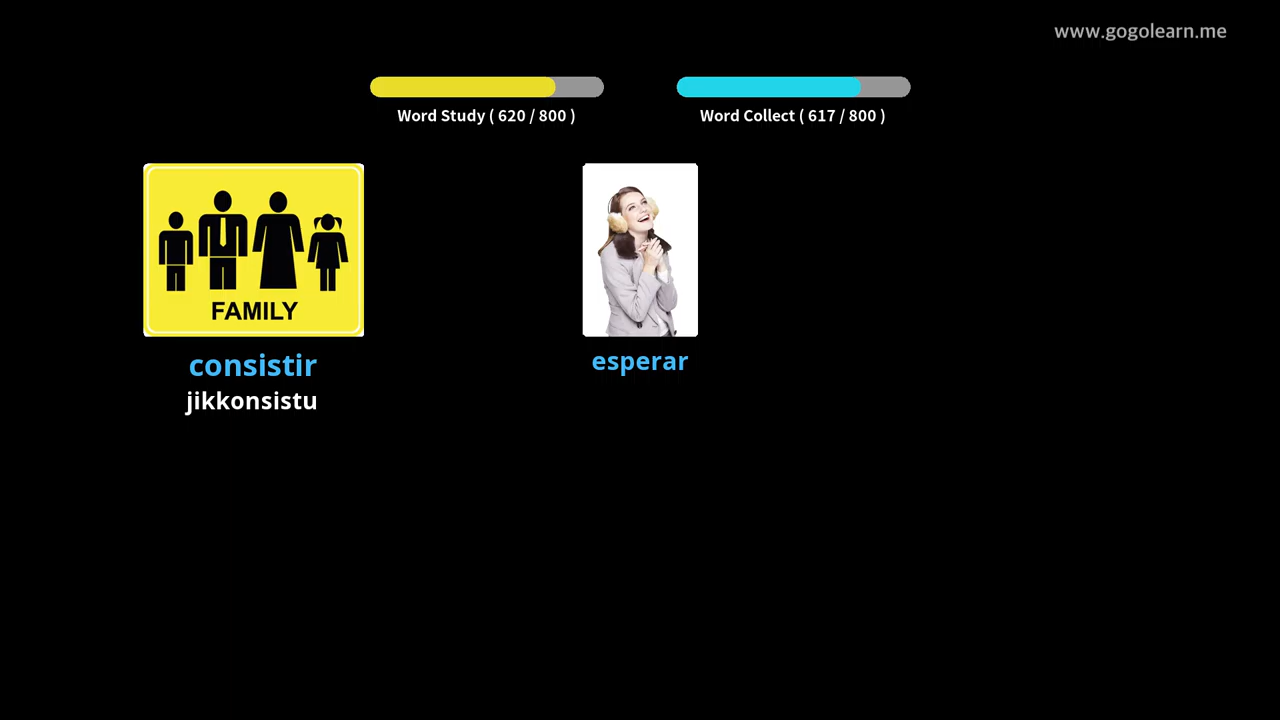 www.gogolearn.me
Word Study ( 620 / 800 )
Word Collect ( 617 / 800 )
FAMILY
consistir
jikkonsistu
esperar